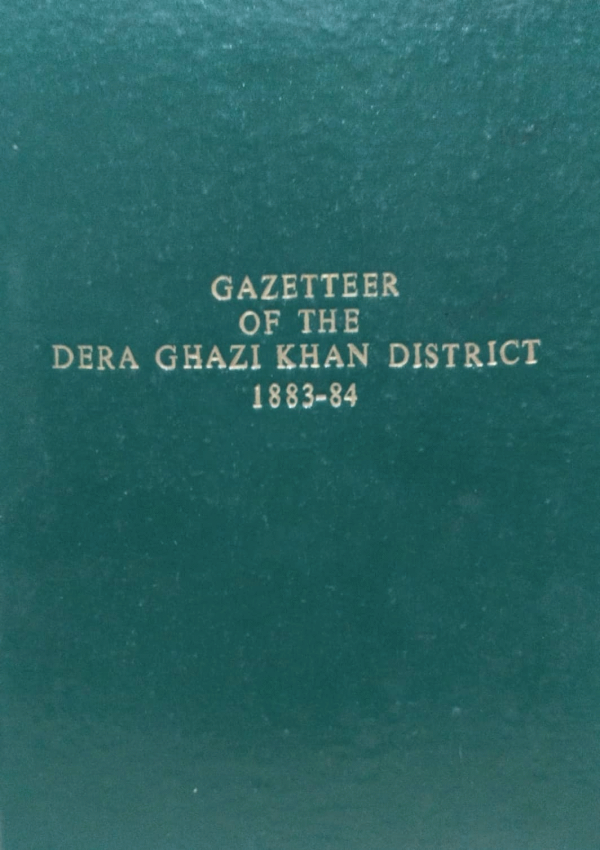 GAZETTEER
OF THE
DERA GHAZI KHAN DISTRICT
1883-84